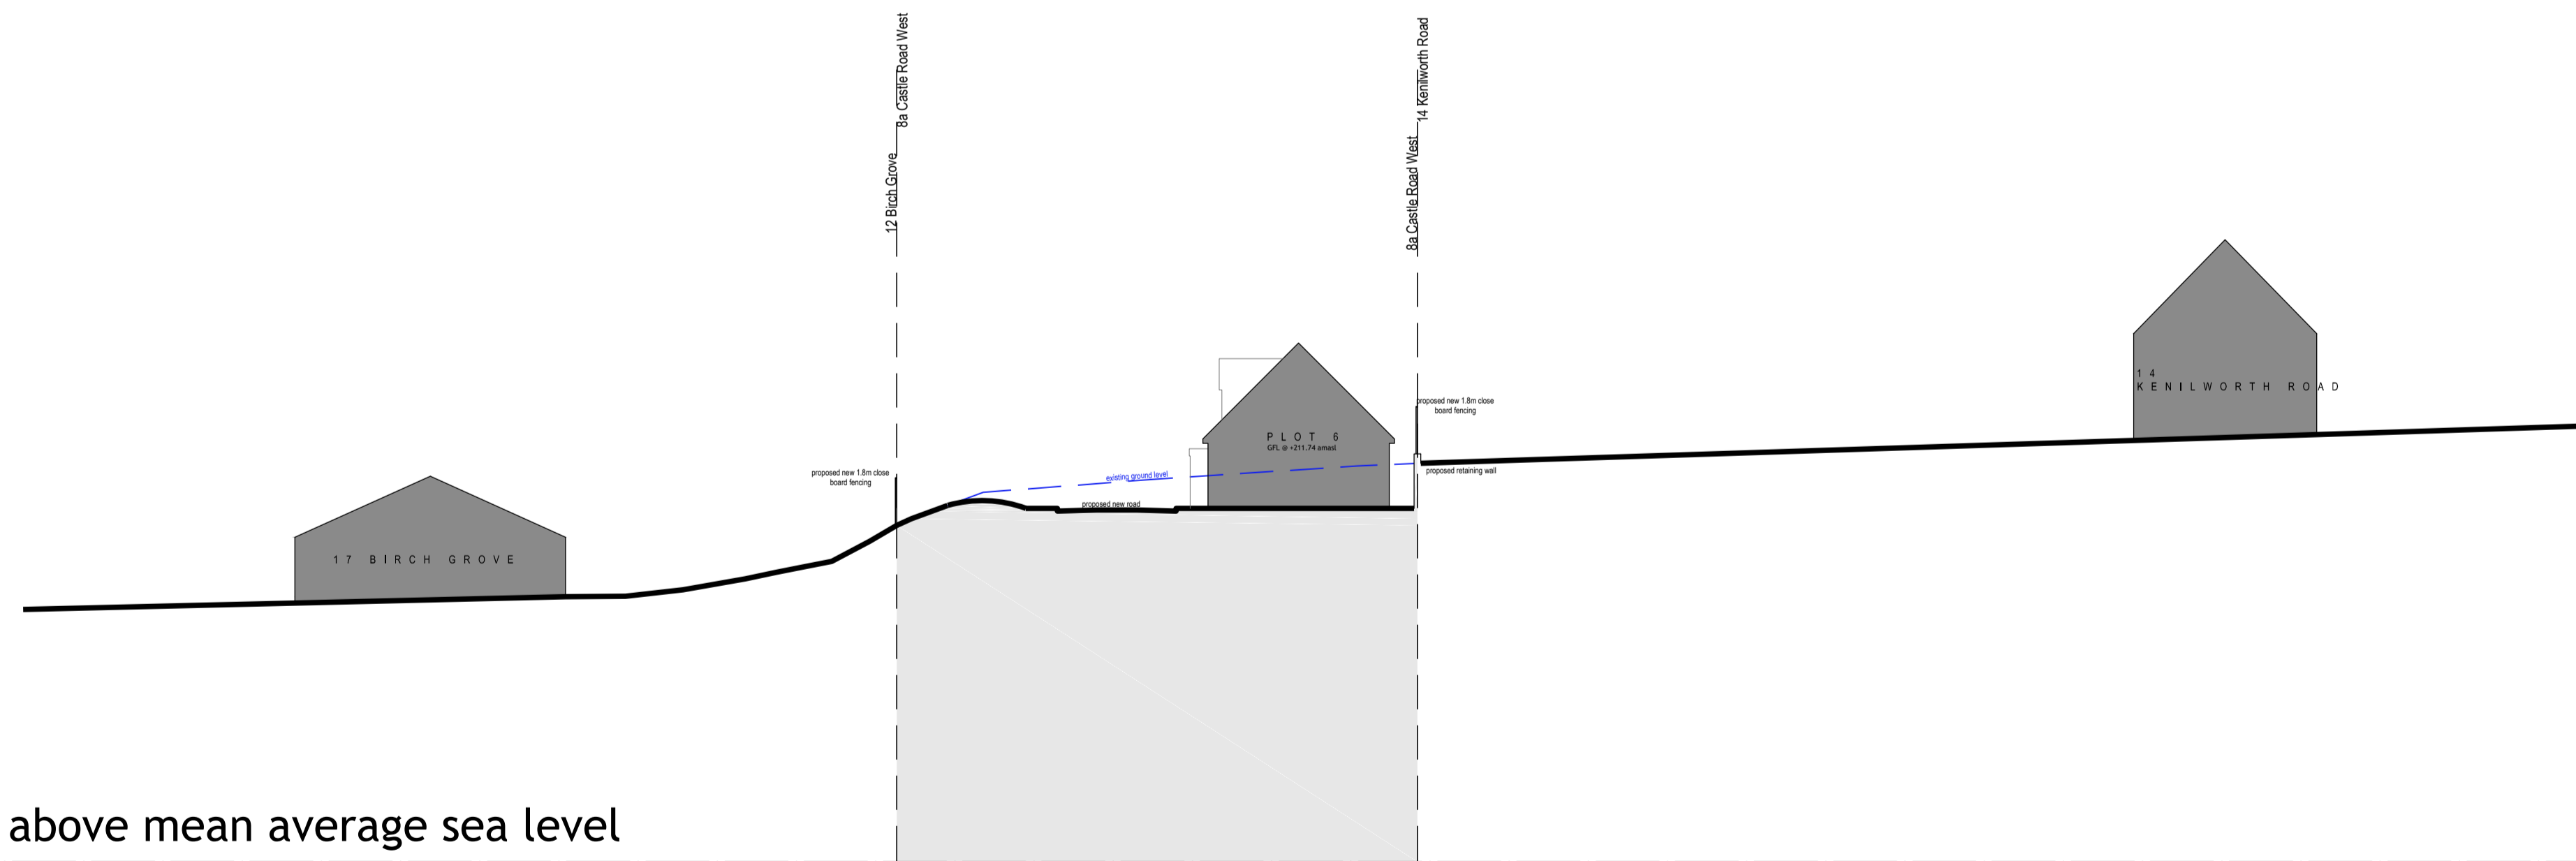 8a Castle Road West
14 Kenilworth Road
12 Birch Grove
8a Castle Road West
proposed new 1.8m close
board fencing
proposed new 1.8m close
board fencing
14
KENILWORTH ROAD
PLOT 6
GFL @ +211.74 amasl
existing ground level
proposed retaining wall
proposed new road
17 BIRCH GROVE
above mean average sea level